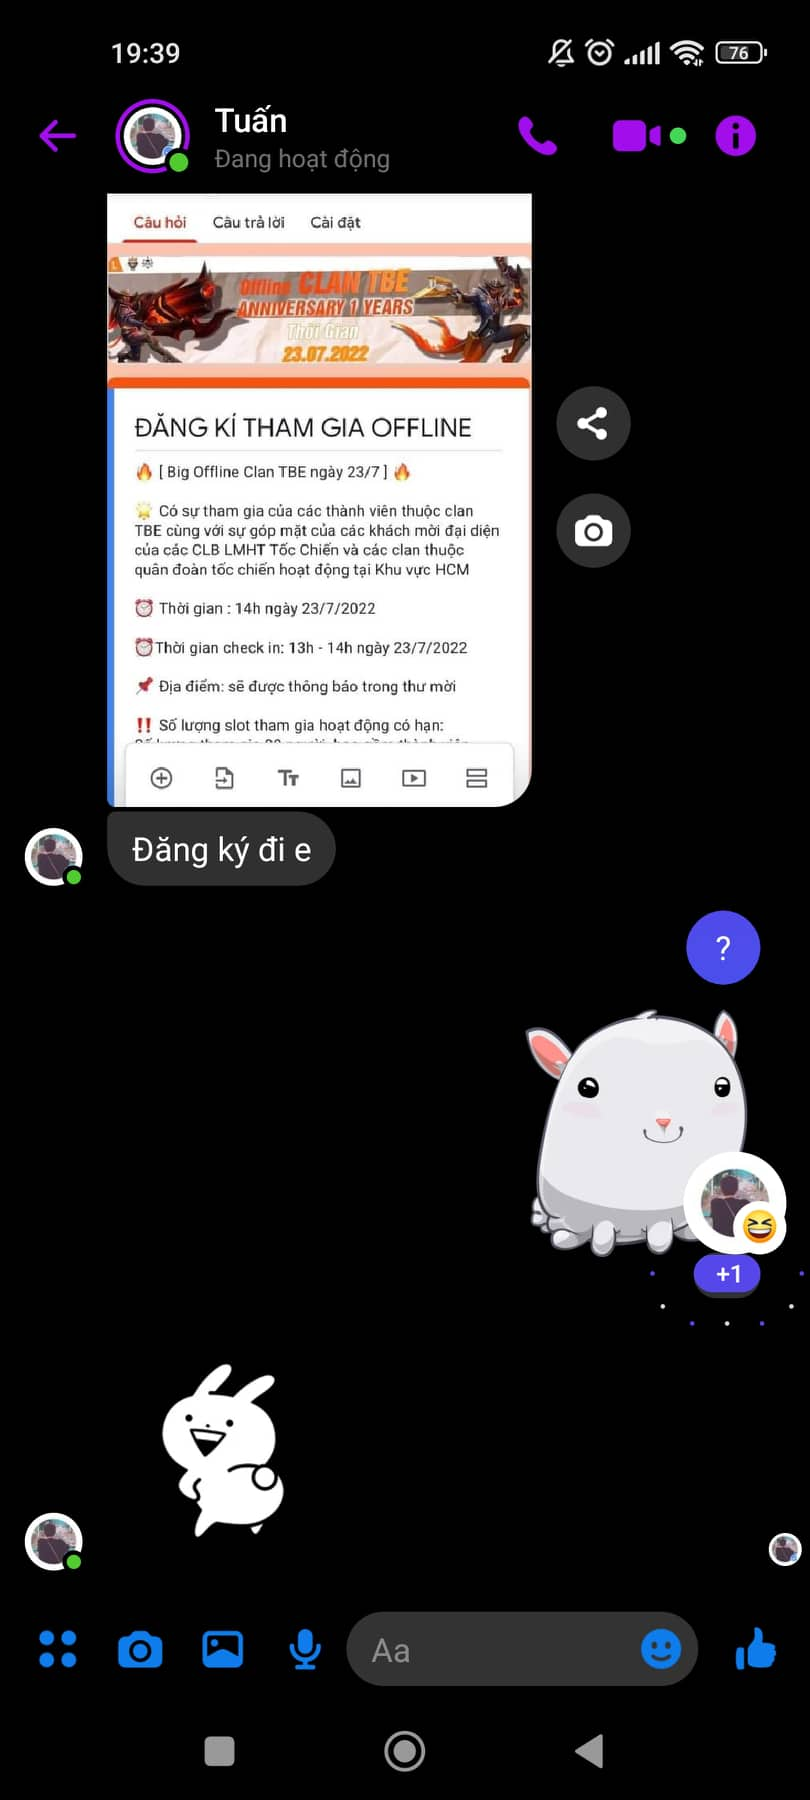 19:39
76
Tuấn
Đang hoạt động
Câu hỏi Câu trả lời Cài đặt
Offline CLAN TBE
ANNIVERSARY 1 YEARS
Thời Gian
23.07.2022
ĐĂNG KÍ THAM GIA OFFLINE
🔥 [ Big Offline Clan TBE ngày 23/7 ] 🔥
🌟 Có sự tham gia của các thành viên thuộc clan
TBE cùng với sự góp mặt của các khách mời đại diện
của các CLB LMHT Tốc Chiến và các clan thuộc
quân đoàn tốc chiến hoạt động tại Khu vực HCM
⏰ Thời gian : 14h ngày 23/7/2022
⏰Thời gian check in: 13h - 14h ngày 23/7/2022
📌 Địa điểm: sẽ được thông báo trong thư mời
‼️ Số lượng slot tham gia hoạt động có hạn:
Đăng ký đi e
?
+1
Aa